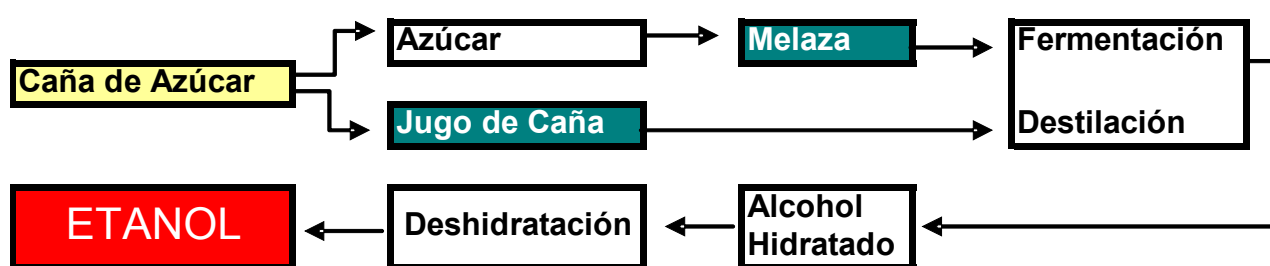 Azúcar
Melaza
Fermentación
Caña de Azúcar
Jugo de Caña
Destilación
ETANOL
Deshidratación
Alcohol
Hidratado